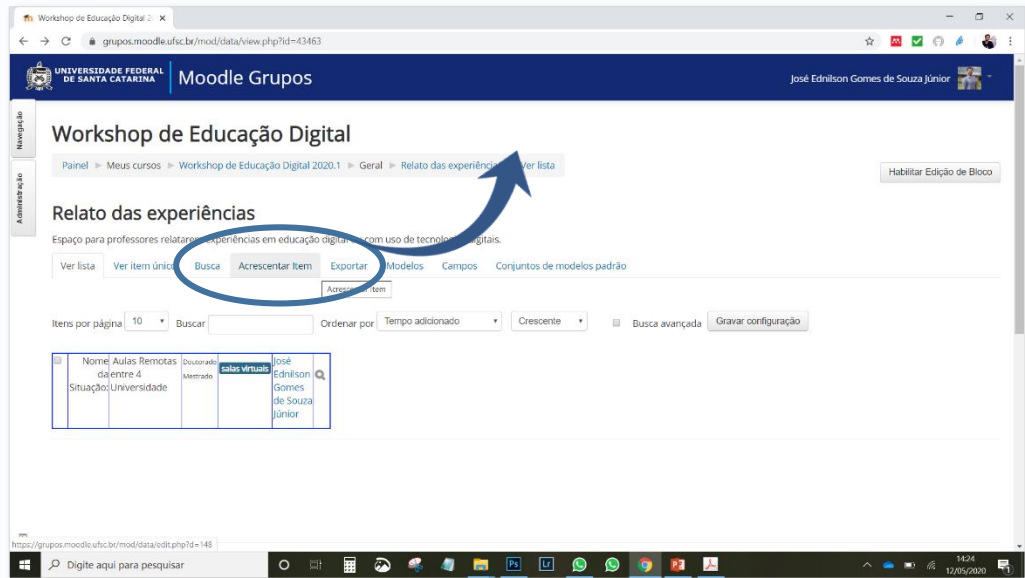 Workshop de Educação Digital 2
grupos.moodle.ufsc.br/mod/data/view.php?id=43463
UNIVERSIDADE FEDERAL
DE SANTA CATARINA
Moodle Grupos
José Ednilson Gomes de Souza Júnior
Navegação
Administração
Workshop de Educação Digital
Painel Meus cursos Workshop de Educação Digital 2020.1 Geral Relato das Ver lista
Habilitar Edição de Bloco
Relato das experiências
Espaço para professores experiências em educação com uso de
Ver lista Ver item único Busca Acrescentar Item Exportar Modelos Campos Conjuntos de modelos padrão
Acrescentar Item
Itens por página 10 Buscar Ordenar por Tempo adicionado Crescente Busca avançada Gravar configuração
Nome da Situação:
Aulas Remotas entre 4 Universidade
Doutorado
Mestrado
salas virtuais
José
Ednilson
Gomes
de Souza
Júnior
https://grupos.moodle.ufsc.br/mod/data/edit.php?d=148
Digite aqui para pesquisar
Ps
Lr
14:24
12/05/2020